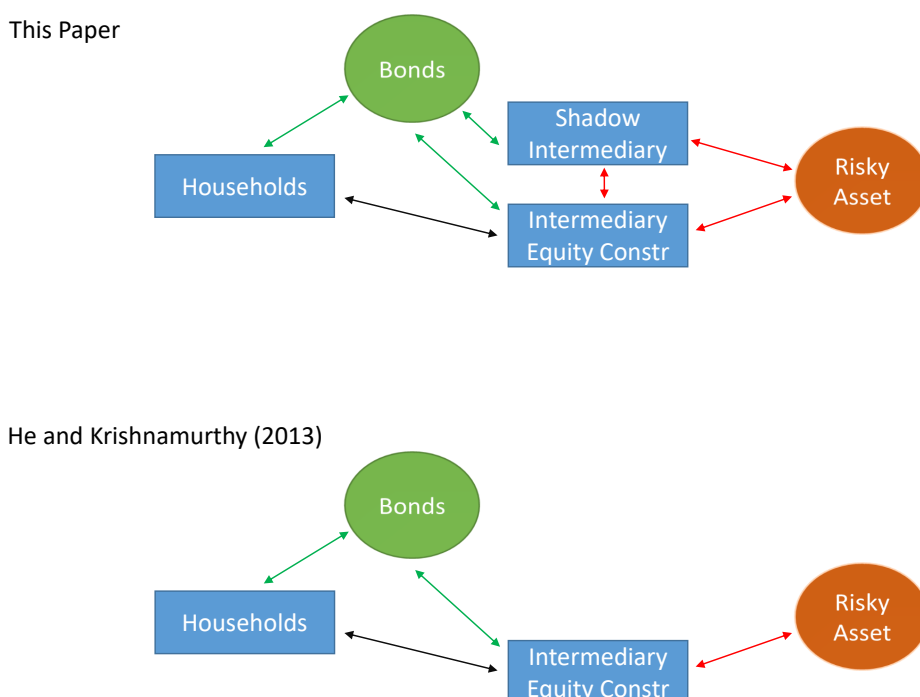 This Paper
Bonds
Shadow
Intermediary
Households
Risky
Asset
Intermediary
Equity Constr
He and Krishnamurthy (2013)
Bonds
Risky
Asset
Households
Intermediary
Equity Constr